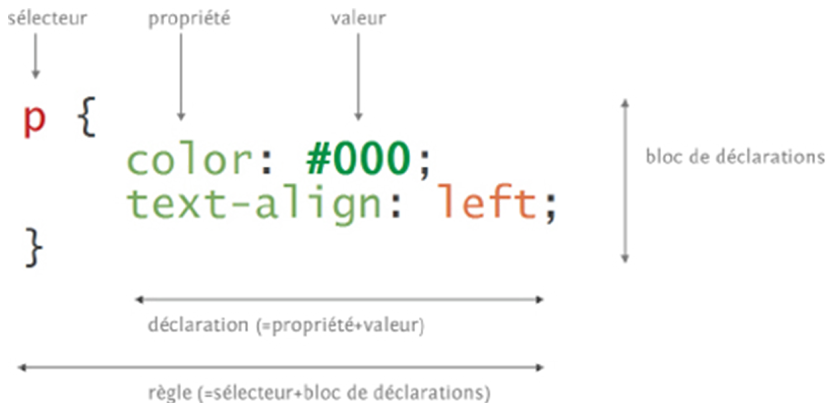 sélecteur propriété valeur
p {
color: #000;
text-align: left;
bloc de déclarations
}
déclaration (=propriété+valeur)
règle (=sélecteur+bloc de déclarations)